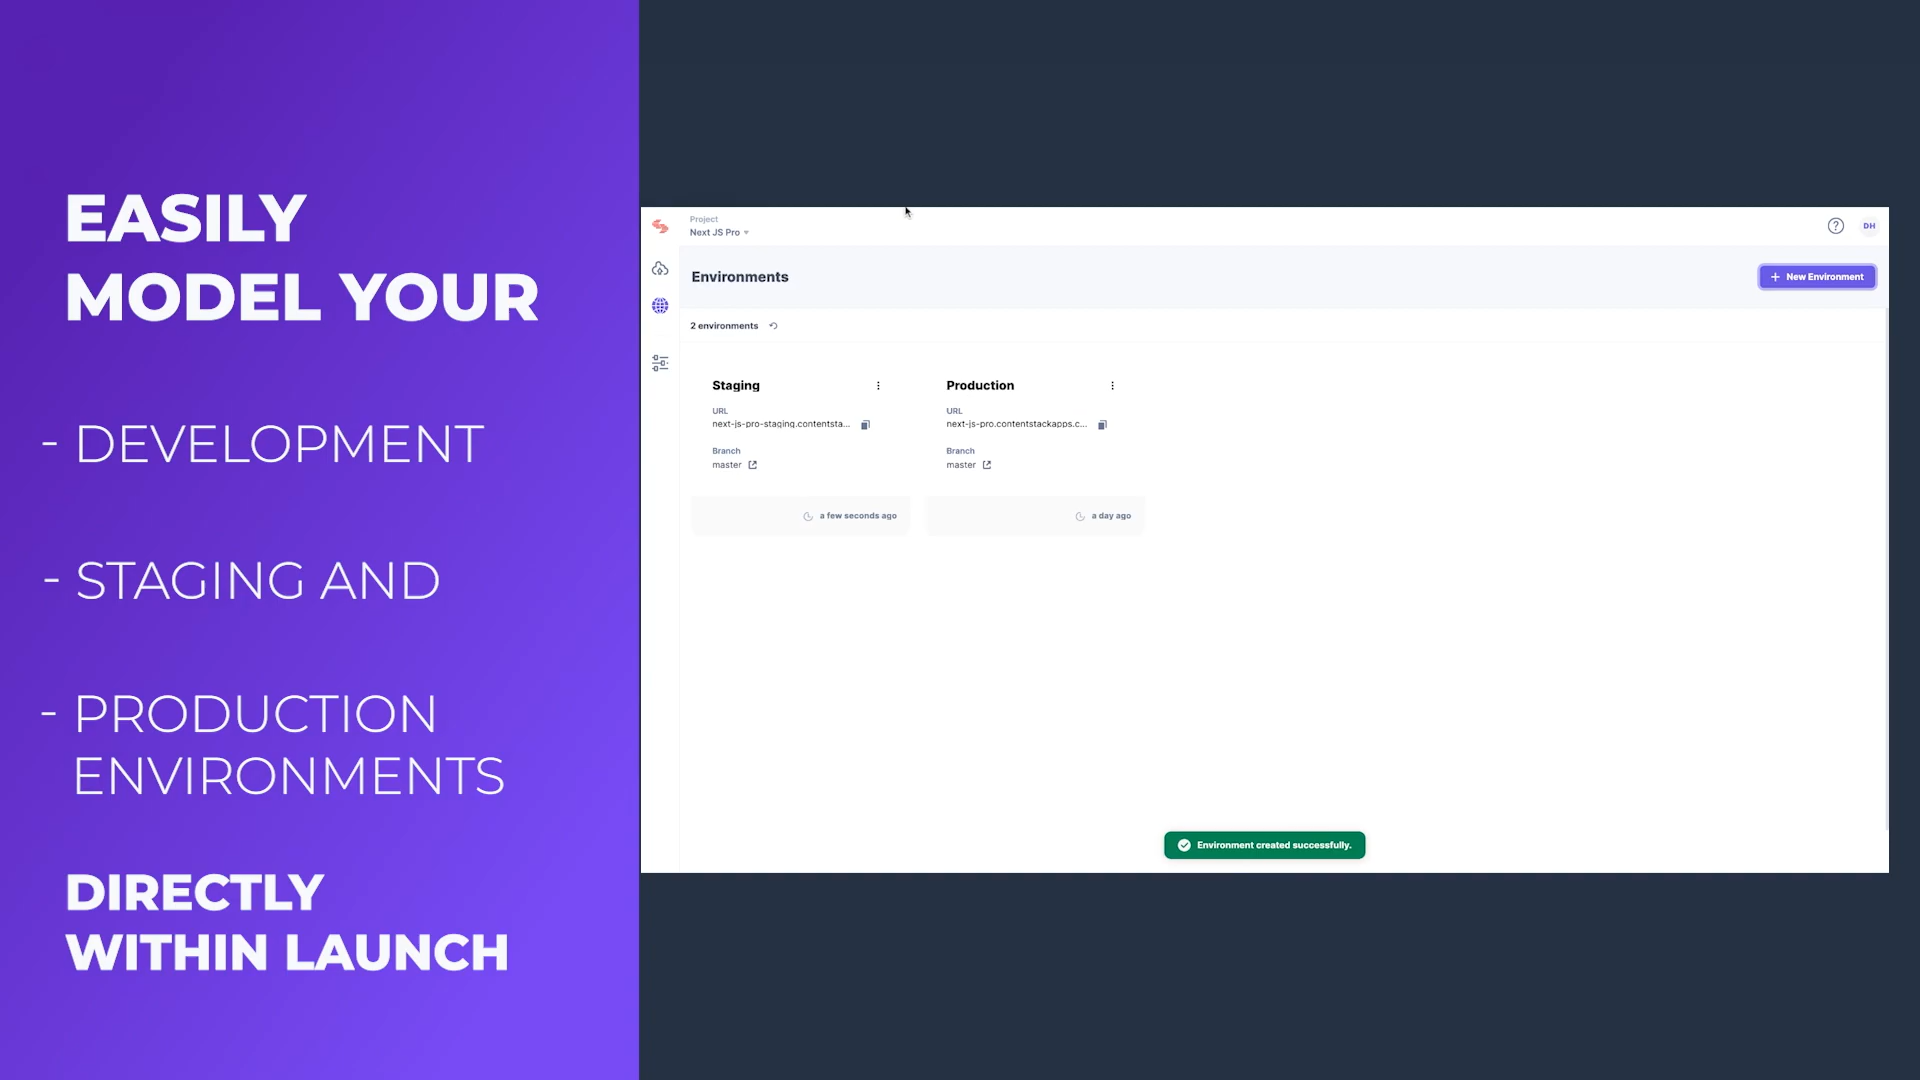 EASILY
MODEL YOUR
- DEVELOPMENT
- STAGING AND
- PRODUCTION
ENVIRONMENTS
DIRECTLY
WITHIN LAUNCH
Project
Next JS Pro
?
DH
Environments
+ New Environment
2 environments
Staging
URL
next-js-pro-staging.contentsta...
Branch
master
a few seconds ago
Production
URL
next-js-pro.contentstackapps.c...
Branch
master
a day ago
Environment created successfully.